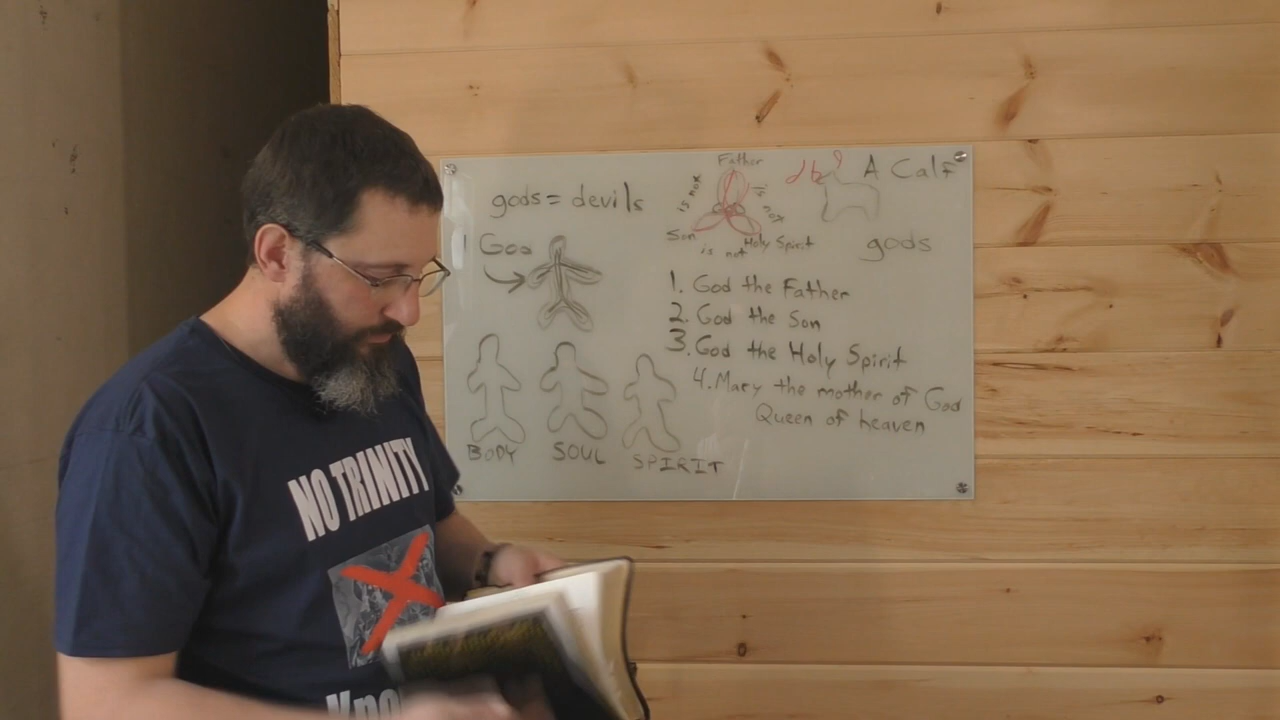 gods = devils
1 God
BODY
SOUL
SPIRIT
Father
is not
is not
Son
is not
Holy Spirit
A Calf
gods
1. God the Father
2. God the Son
3. God the Holy Spirit
4. Mary the mother of God
Queen of heaven
NO TRINITY